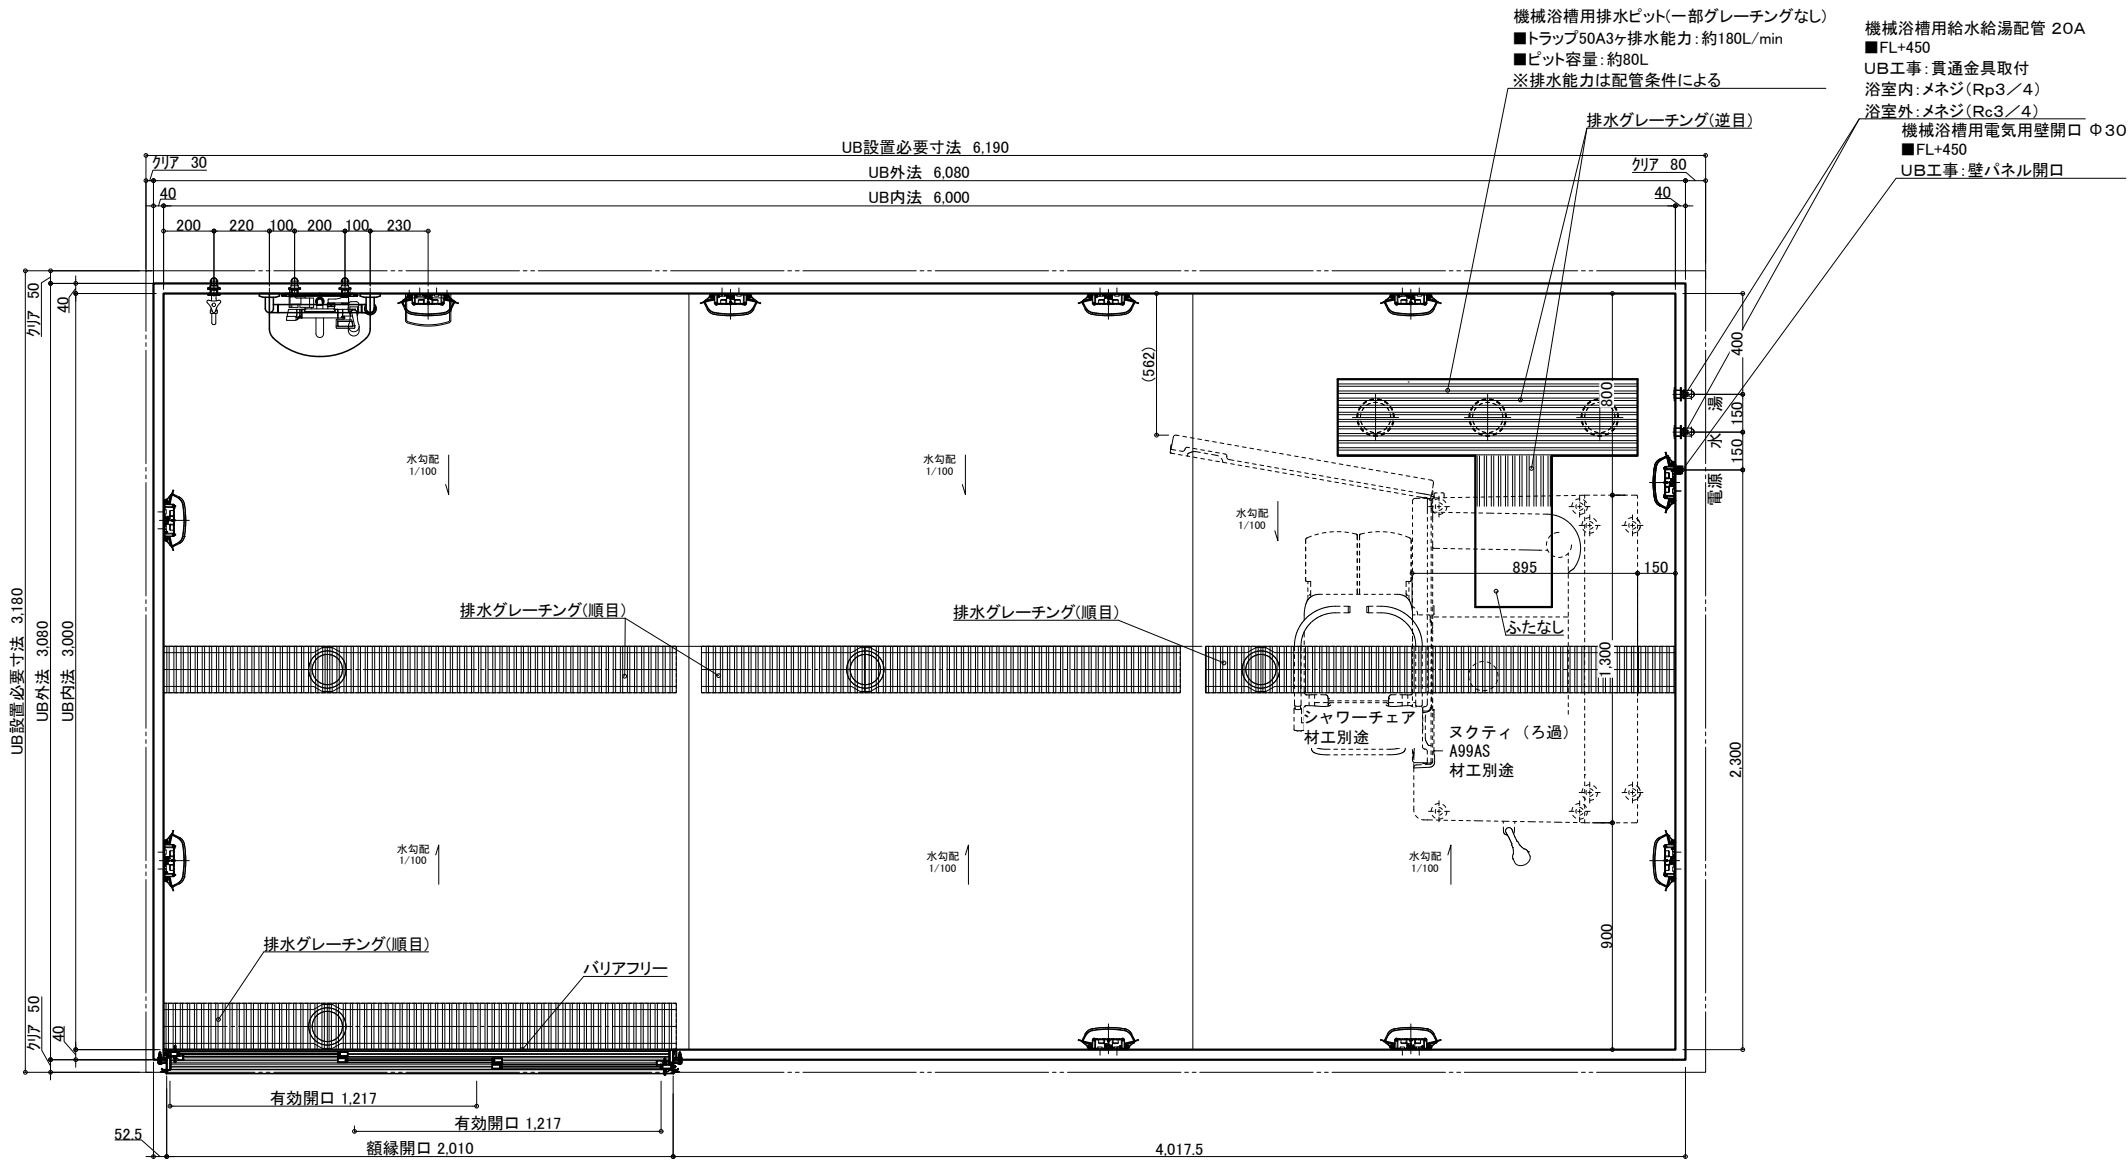 機械浴槽用排水ピット(一部グレーチングなし)
■トラップ50A3ヶ排水能力:約180L/min
■ピット容量:約80L
※排水能力は配管条件による
機械浴槽用給水給湯配管 20A
■FL+450
UB工事:貫通金具取付
浴室内:メネジ(Rp3/4)
浴室外:メネジ(Rc3/4)
機械浴槽用電気用壁開口 Φ30
■FL+450
UB工事:壁パネル開口
排水グレーチング(逆目)
UB設置必要寸法 6,190
クリア 30
UB外法 6,080
クリア 80
40
UB内法 6,000
40
200
220
100
200
100
230
クリア 50
40
UB設置必要寸法 3,180
UB外法 3,080
UB内法 3,000
クリア 50
40
(562)
800
400
湯
150
水
150
電源
水勾配
1/100
水勾配
1/100
水勾配
1/100
895
150
排水グレーチング(順目)
排水グレーチング(順目)
ふたなし
1,300
シャワーチェア
材工別途
ヌクティ (ろ過)
A99AS
材工別途
2,300
水勾配
1/100
水勾配
1/100
水勾配
1/100
900
排水グレーチング(順目)
バリアフリー
有効開口 1,217
有効開口 1,217
52.5
額縁開口 2,010
4,017.5